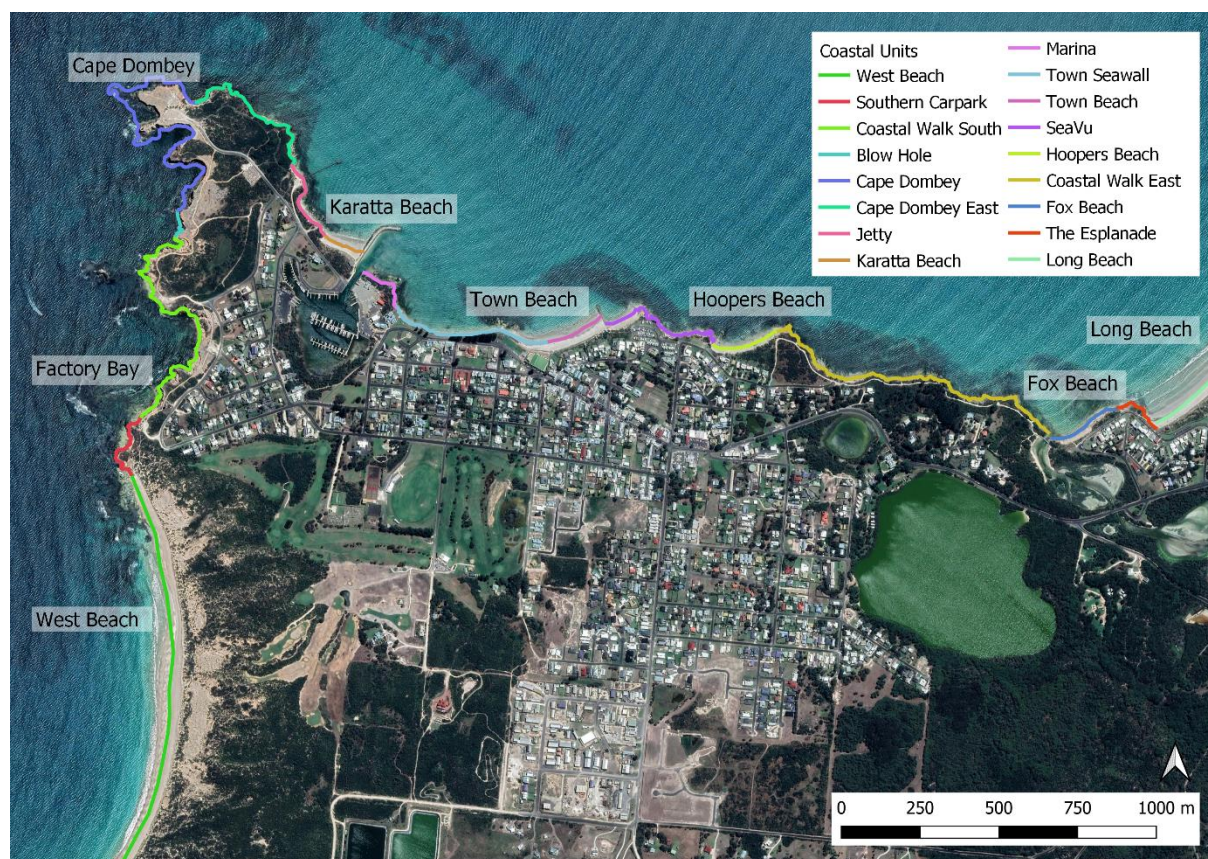 Cape Dombey
Karatta Beach
Town Beach
Hoopers Beach
Long Beach
Factory Bay
Fox Beach
West Beach
Coastal Units
West Beach
Southern Carpark
Coastal Walk South
Blow Hole
Cape Dombey
Cape Dombey East
Jetty
Karatta Beach
Marina
Town Seawall
Town Beach
SeaVu
Hoopers Beach
Coastal Walk East
Fox Beach
The Esplanade
Long Beach
0 250 500 750 1000 m